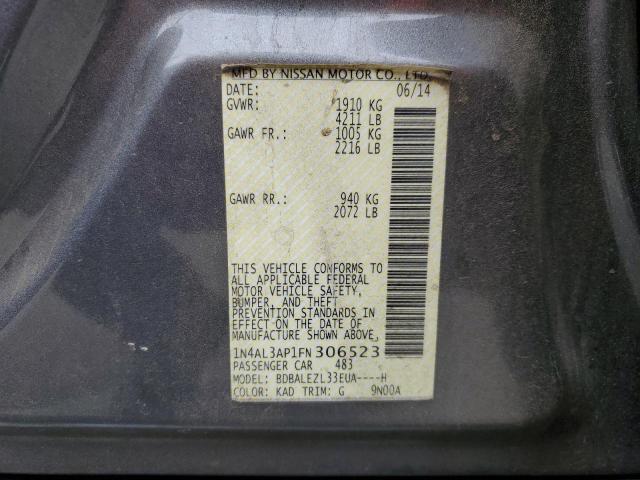 MFD BY NISSAN MOTOR CO., LTD.
DATE: 06/14
GVWR: 1910 KG
4211 LB
GAWR FR.: 1005 KG
2216 LB
GAWR RR.: 940 KG
2072 LB
THIS VEHICLE CONFORMS TO
ALL APPLICABLE FEDERAL
MOTOR VEHICLE SAFETY,
BUMPER, AND THEFT
PREVENTION STANDARDS
IN EFFECT ON THE DATE OF
MANUFACTURE SHOWN ABOVE,
1N4AL3AP1FN306523
PASSENGER CAR 483
MODEL: BDBALEZL33EUA----H
COLOR: KAD TRIM: G 9N00A